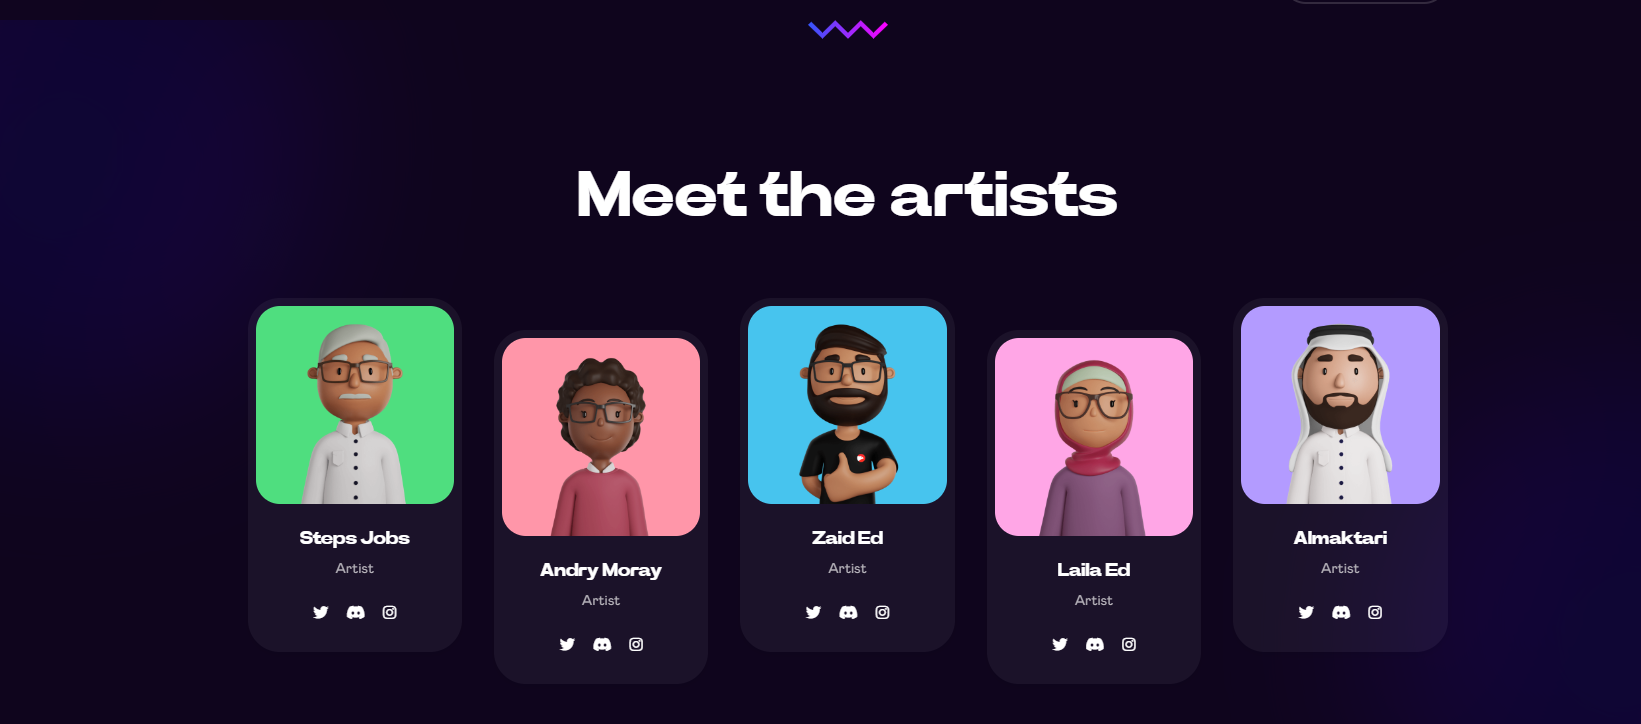 Meet the artists
Steps Jobs
Artist
Andry Moray
Artist
Zaid Ed
Artist
Laila Ed
Artist
Almaktari
Artist